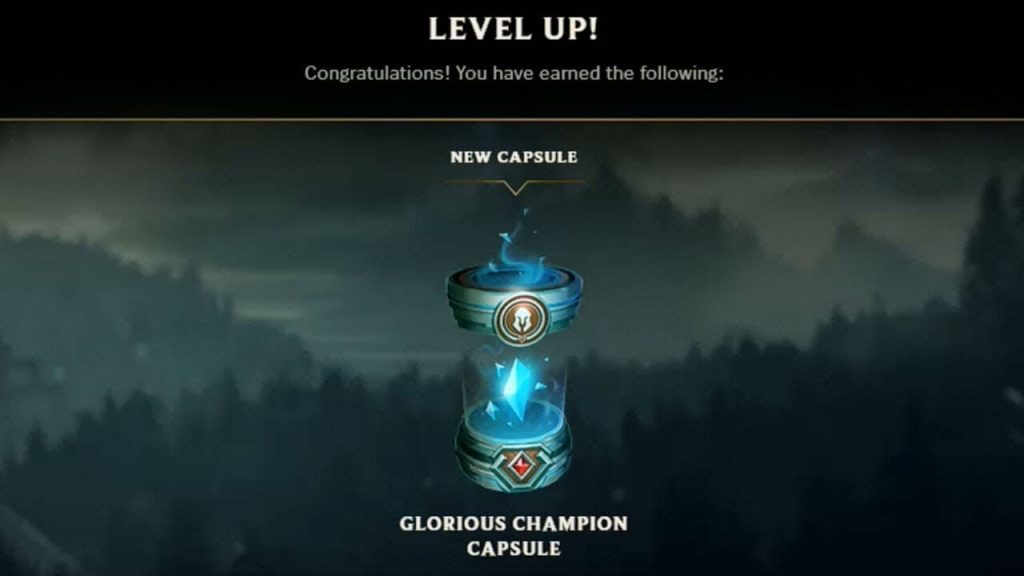 LEVEL UP!
Congratulations! You have earned the following:
NEW CAPSULE
GLORIOUS CHAMPION
CAPSULE